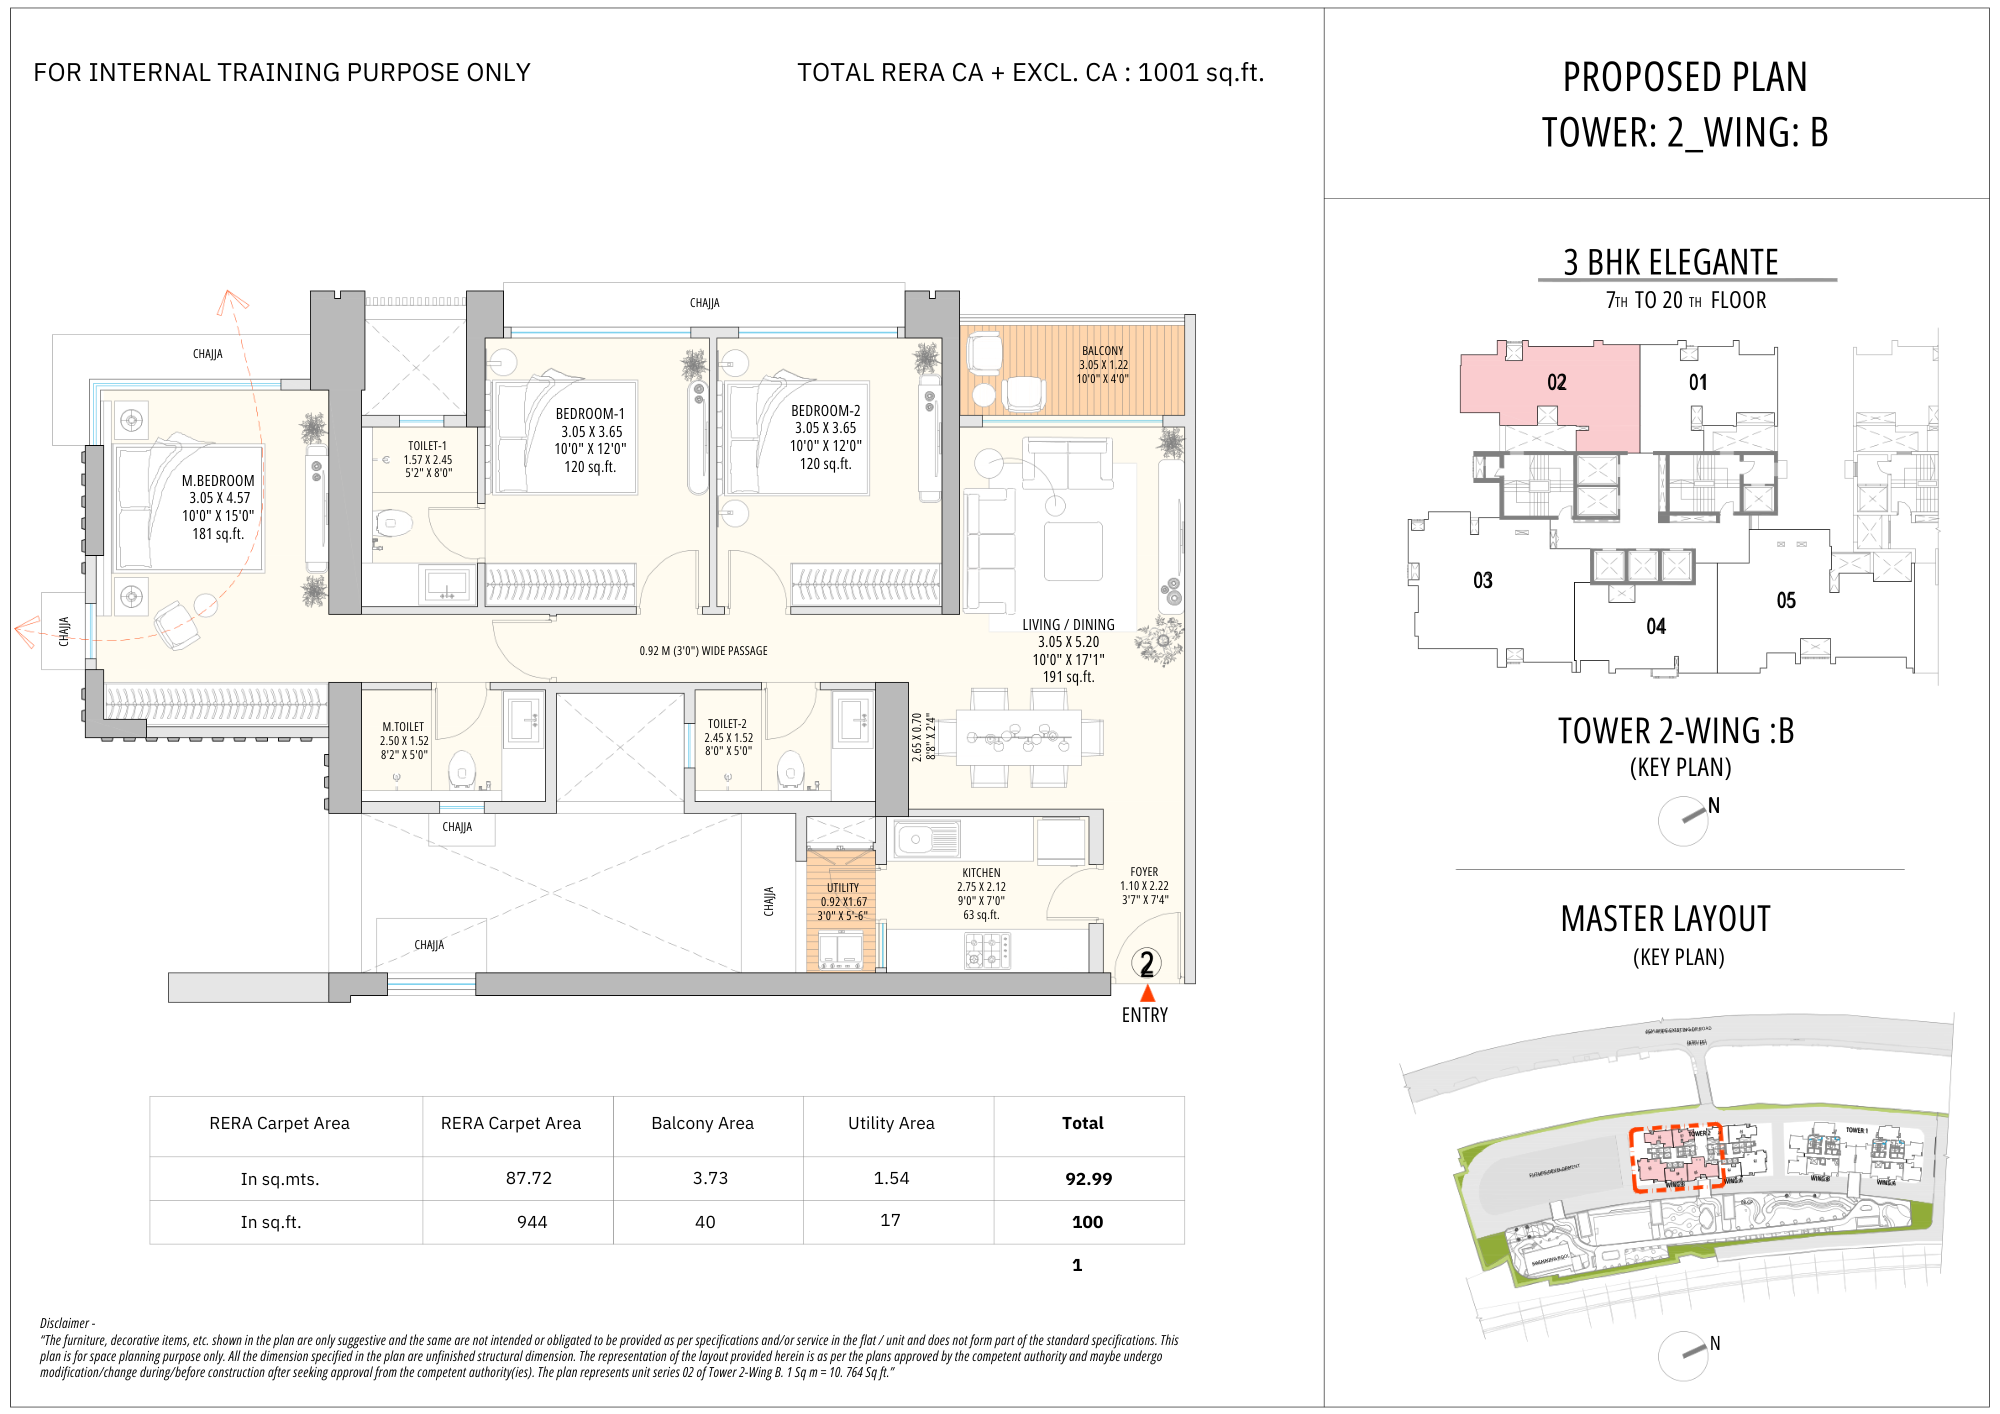 FOR INTERNAL TRAINING PURPOSE ONLY
TOTAL RERA CA + EXCL. CA : 1001 sq.ft.
CHAJJA
CHAJJA
BALCONY
3.05 X 1.22
10'0" X 4'0"
M.BEDROOM
3.05 X 4.57
10'0" X 15'0"
181 sq.ft.
TOILET-1
1.57 X 2.45
5'2" X 8'0"
BEDROOM-1
3.05 X 3.65
10'0" X 12'0"
120 sq.ft.
BEDROOM-2
3.05 X 3.65
10'0" X 12'0"
120 sq.ft.
CHAJJA
0.92 M (3'0") WIDE PASSAGE
LIVING / DINING
3.05 X 5.20
10'0" X 17'1"
191 sq.ft.
M.TOILET
2.50 X 1.52
8'2" X 5'0"
TOILET-2
2.45 X 1.52
8'0" X 5'0"
2.65 X 0.70
8'8" X 2'4"
CHAJJA
CHAJJA
CHAJJA
UTILITY
0.92 X1.67
3'0" X 5'-6"
KITCHEN
2.75 X 2.12
9'0" X 7'0"
63 sq.ft.
FOYER
1.10 X 2.22
3'7" X 7'4"
2
ENTRY
RERA Carpet Area RERA Carpet Area Balcony Area Utility Area Total
In sq.mts. 87.72 3.73 1.54 92.99
In sq.ft. 944 40 17 100
1
Disclaimer -
"The furniture, decorative items, etc. shown in the plan are only suggestive and the same are not intended or obligated to be provided as per specifications and/or service in the flat / unit and does not form part of the standard specifications. This
plan is for space planning purpose only. All the dimension specified in the plan are unfinished structural dimension. The representation of the layout provided herein is as per the plans approved by the competent authority and maybe undergo
modification/change during/before construction after seeking approval from the competent authority(ies). The plan represents unit series 02 of Tower 2-Wing B. 1 Sq m = 10. 764 Sq ft."
PROPOSED PLAN
TOWER: 2_WING: B
3 BHK ELEGANTE
7TH TO 20 TH FLOOR
02
01
03
04
05
TOWER 2-WING :B
(KEY PLAN)
N
MASTER LAYOUT
(KEY PLAN)
TOWER 2
TOWER 1
FUTURE DEVELOPMENT
WING B
WING A
WING B
WING A
N